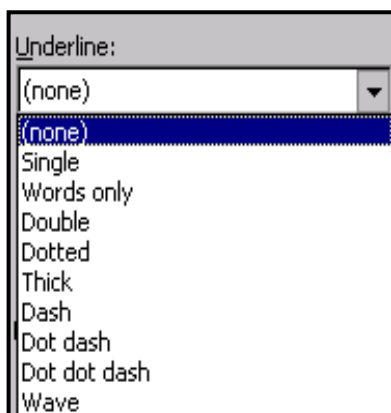 Underline:
(none)
(none)
Single
Words only
Double
Dotted
Thick
Dash
Dot dash
Dot dot dash
Wave